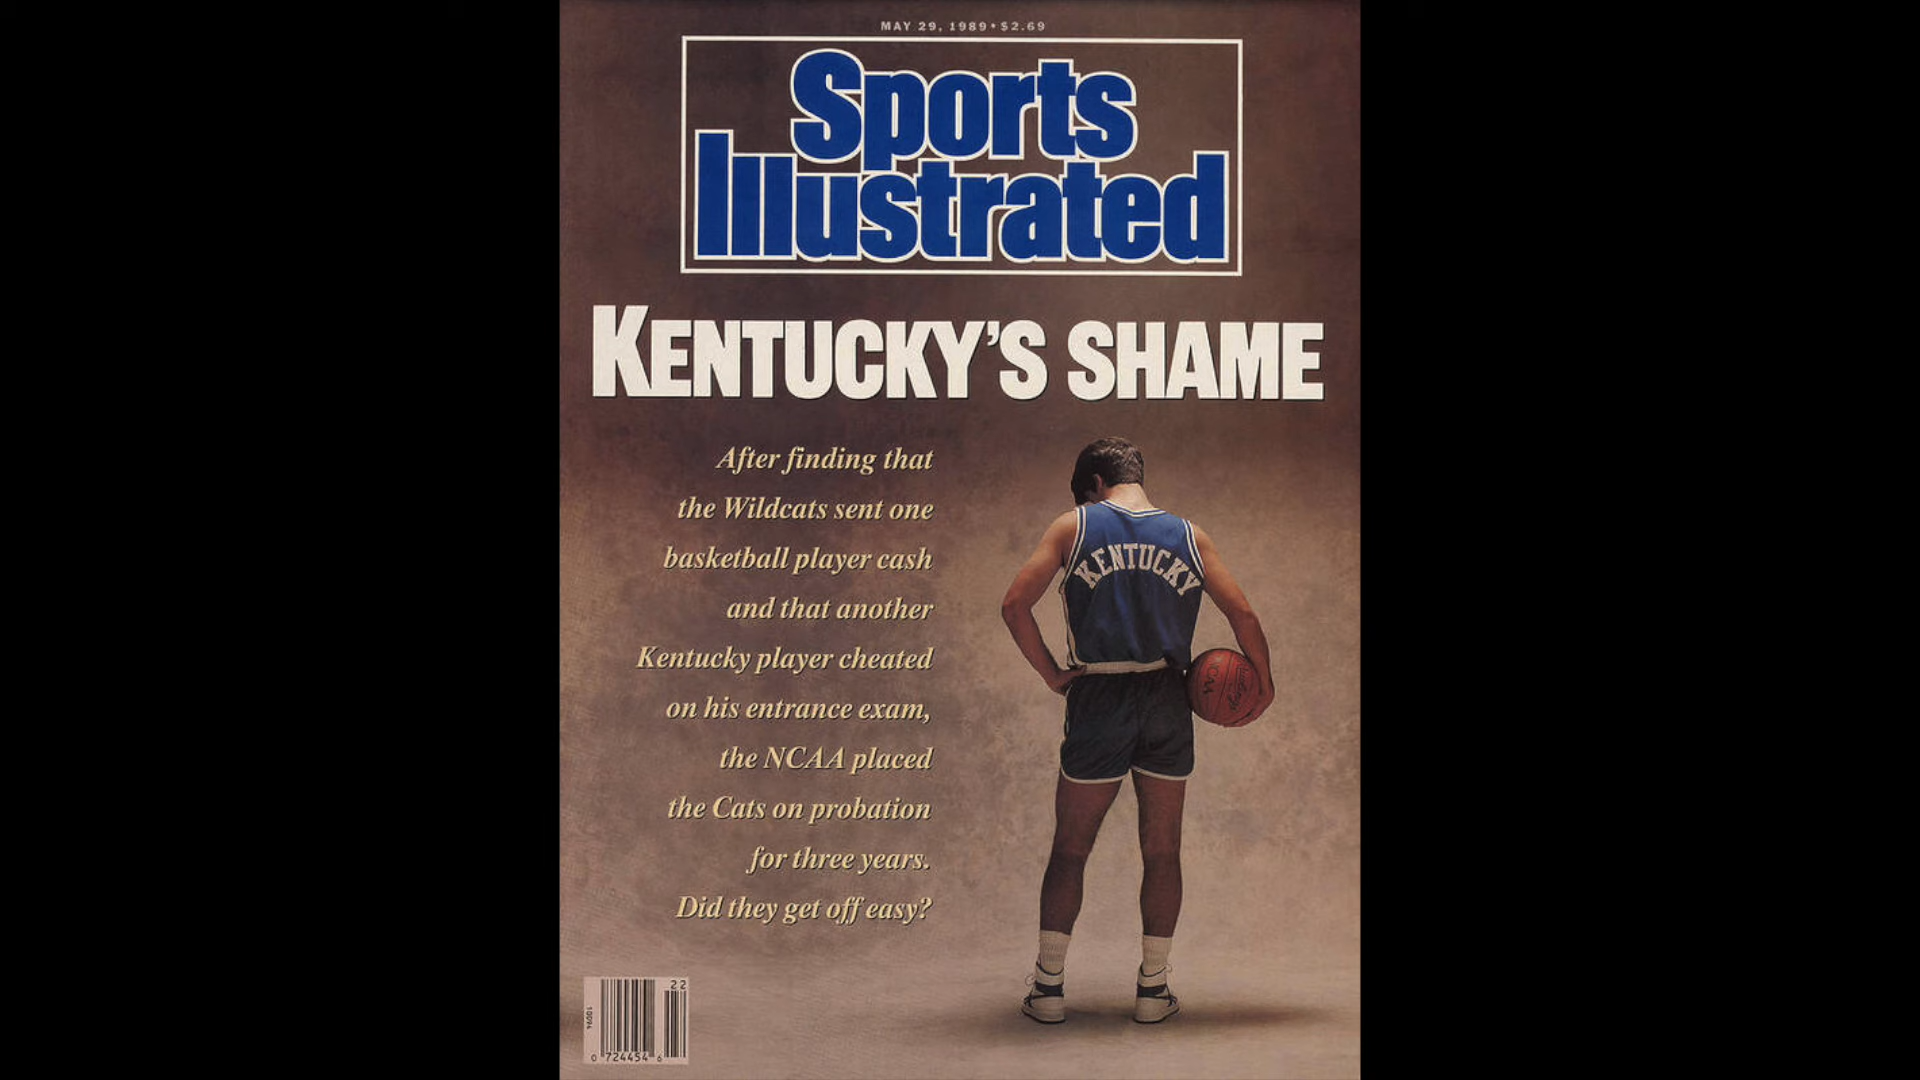 MAY 29, 1989 • $2.69
Sports
Illustrated
KENTUCKY'S SHAME
After finding that
the Wildcats sent one
basketball player cash
and that another
Kentucky player cheated
on his entrance exam,
the NCAA placed
the Cats on probation
for three years.
Did they get off easy?
KENTUCKY
22
10094
0 724454 6